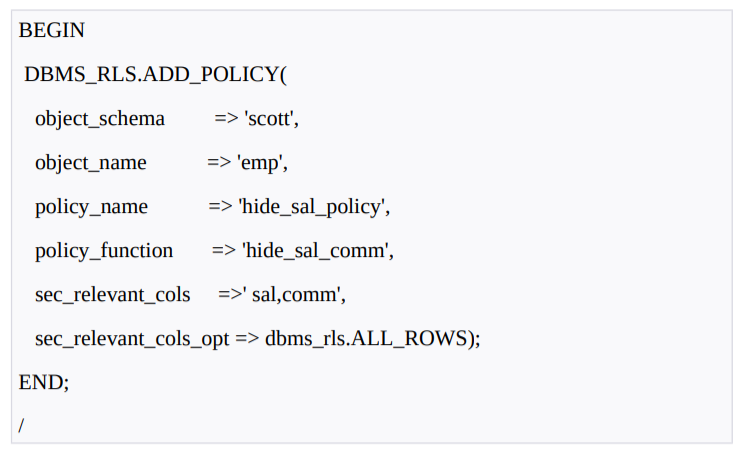 BEGIN
DBMS_RLS.ADD_POLICY(
object_schema => 'scott',
object_name => 'emp',
policy_name => 'hide_sal_policy',
policy_function => 'hide_sal_comm',
sec_relevant_cols =>' sal,comm',
sec_relevant_cols_opt => dbms_rls.ALL_ROWS);
END;
/